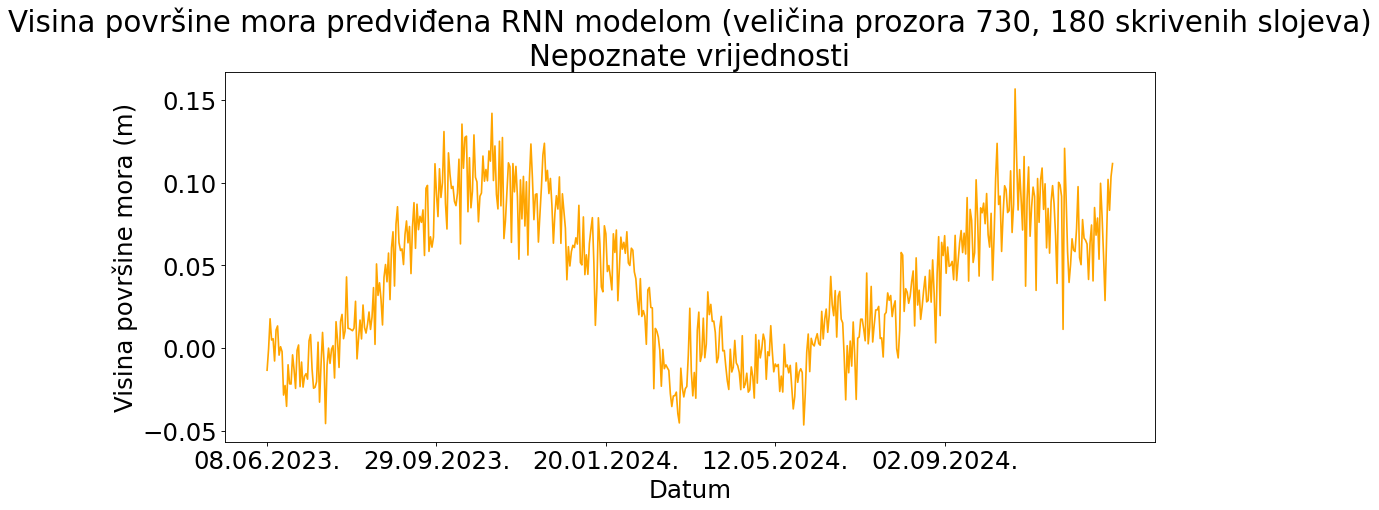 Visina površine mora predviđena RNN modelom (veličina prozora 730, 180 skrivenih slojeva)
Nepoznate vrijednosti
Visina površine mora (m)
0.15
0.10
0.05
0.00
−0.05
08.06.2023. 29.09.2023. 20.01.2024. 12.05.2024. 02.09.2024.
Datum